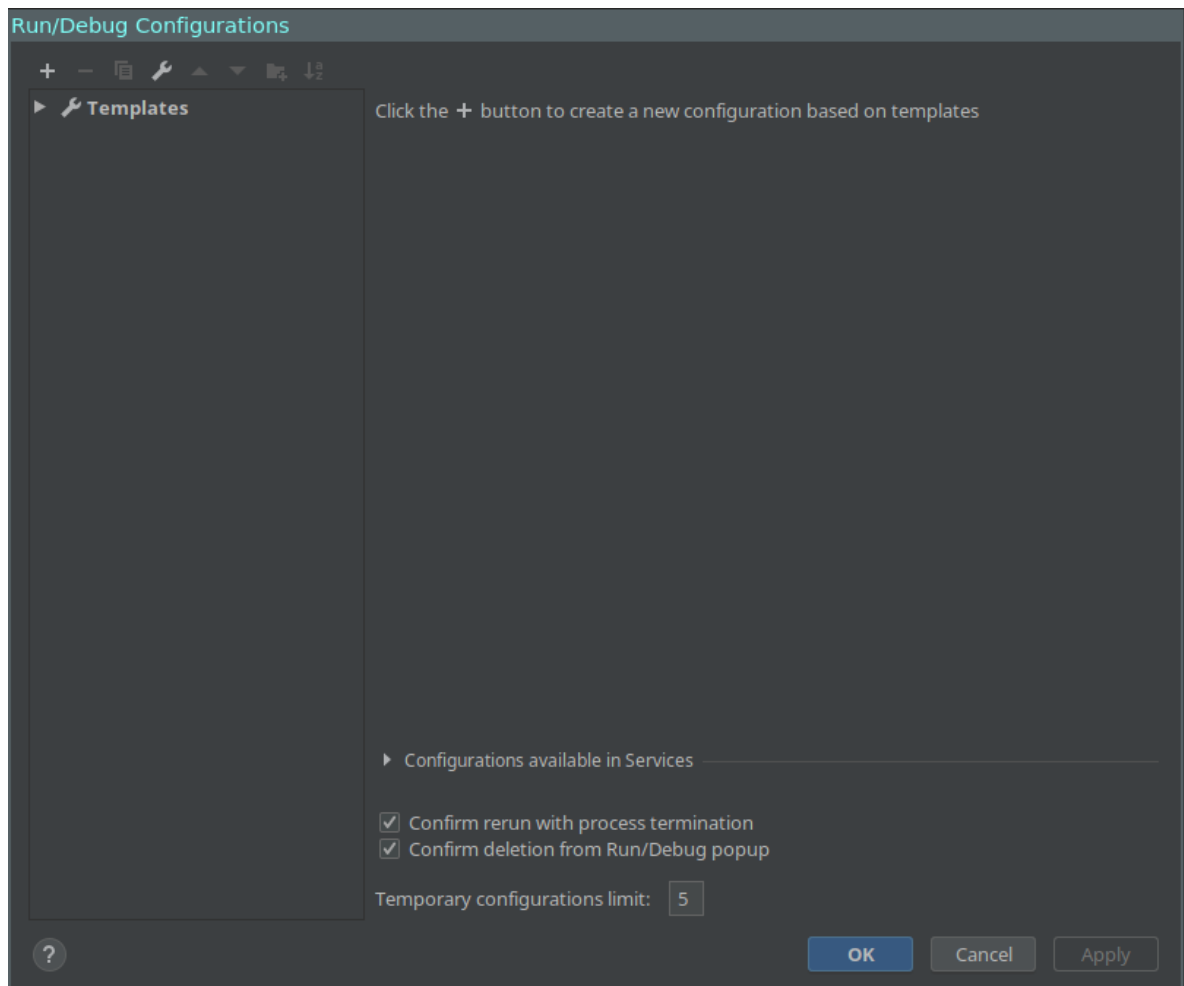 Run/Debug Configurations
Templates
Click the + button to create a new configuration based on templates
Configurations available in Services
Confirm rerun with process termination
Confirm deletion from Run/Debug popup
Temporary configurations limit: 5
? OK Cancel Apply